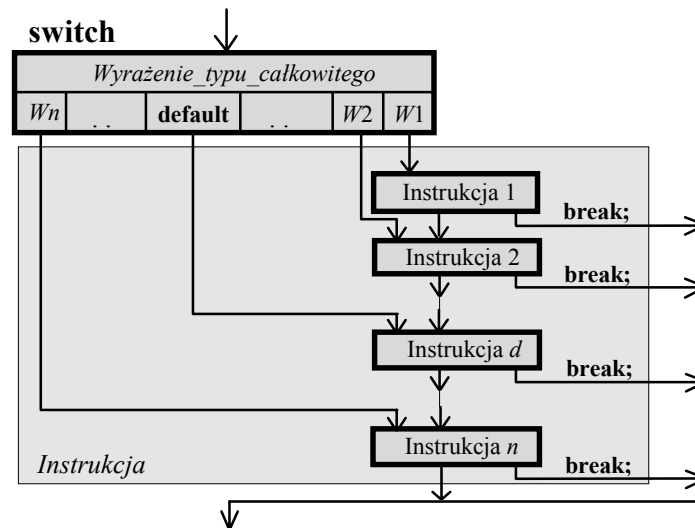 switch
Wyrażenie_typu_całkowitego
Wn . . default . . W2 W1
Instrukcja 1
break;
Instrukcja 2
break;
Instrukcja d
break;
Instrukcja n
break;
Instrukcja